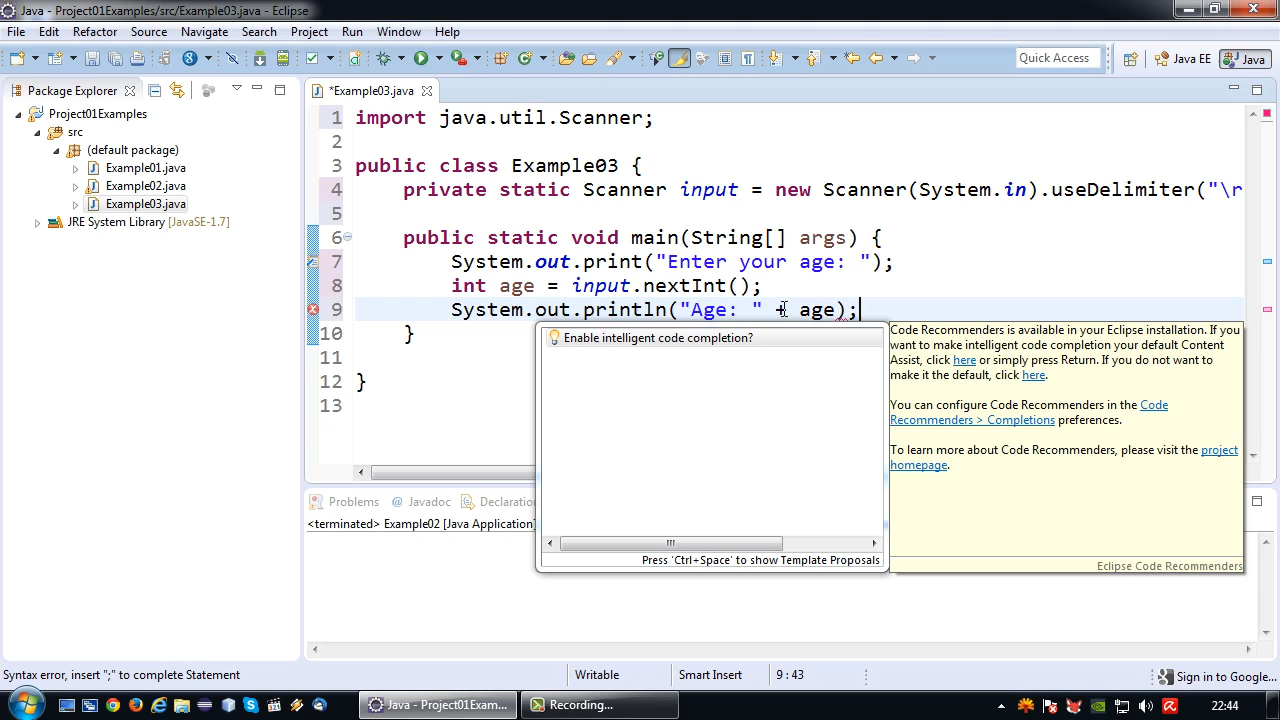 Java - Project01Examples/src/Example03.java - Eclipse
File Edit Refactor Source Navigate Search Project Run Window Help
Quick Access
Java EE
Java
Package Explorer
Project01Examples
src
(default package)
Example01.java
Example02.java
Example03.java
JRE System Library [JavaSE-1.7]
*Example03.java
1 import java.util.Scanner;
2
3 public class Example03 {
4 private static Scanner input = new Scanner(System.in).useDelimiter("\r
5
6 public static void main(String[] args) {
7 System.out.print("Enter your age: ");
8 int age = input.nextInt();
9 System.out.println("Age: " + age);
10 }
11
12 }
13
Enable intelligent code completion?
Press 'Ctrl+Space' to show Template Proposals
Code Recommenders is available in your Eclipse installation. If you
want to make intelligent code completion your default Content
Assist, click here or simply press Return. If you do not want to
make it the default, click here.
You can configure Code Recommenders in the Code
Recommenders > Completions preferences.
To learn more about Code Recommenders, please visit the project
homepage.
Eclipse Code Recommenders
Problems @ Javadoc Declaration
<terminated> Example02 [Java Application]
Syntax error, insert ";" to complete Statement
Writable
Smart Insert
9 : 43
Sign in to Google...
Java - Project01Exam...
Recording...
22:44